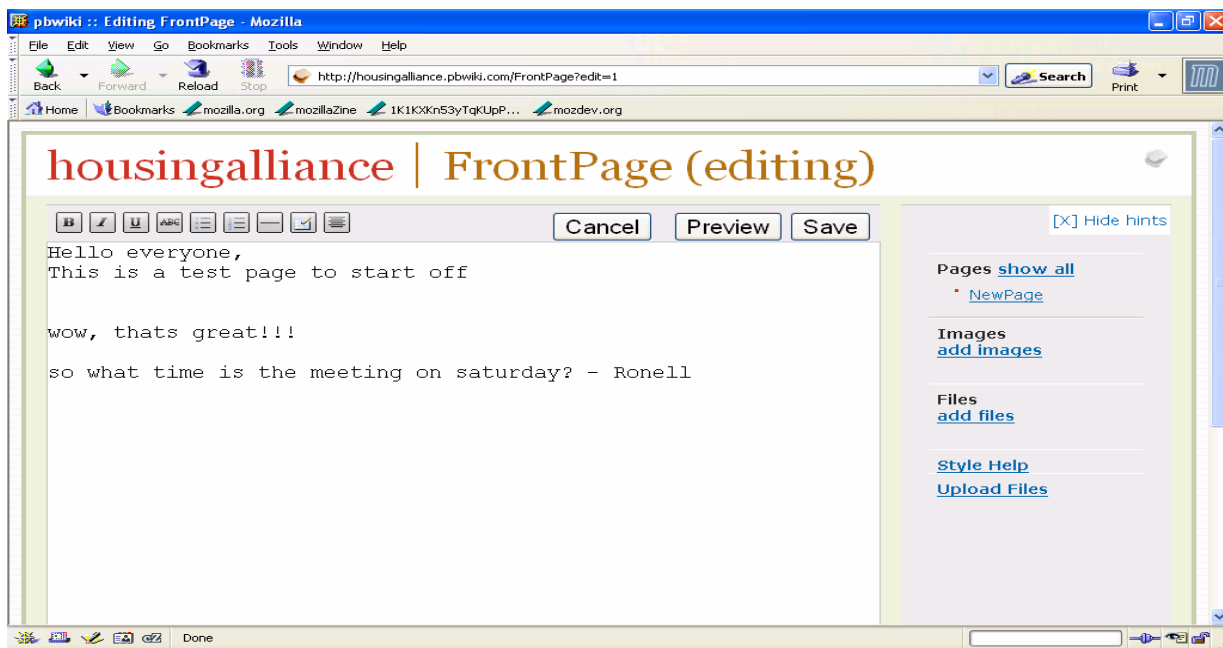 pbwiki :: Editing FrontPage - Mozilla
File Edit View Go Bookmarks Tools Window Help
Back Forward Reload Stop http://housingalliance.pbwiki.com/FrontPage?edit=1 Search Print
Home Bookmarks mozilla.org mozillaZine 1K1KXKn53yTqKUpP... mozdev.org
housingalliance | FrontPage (editing)
B I U ABC Cancel Preview Save
[X] Hide hints
Hello everyone,
This is a test page to start off
wow, thats great!!!
so what time is the meeting on saturday? - Ronell
Pages show all
NewPage
Images
add images
Files
add files
Style Help
Upload Files
Done